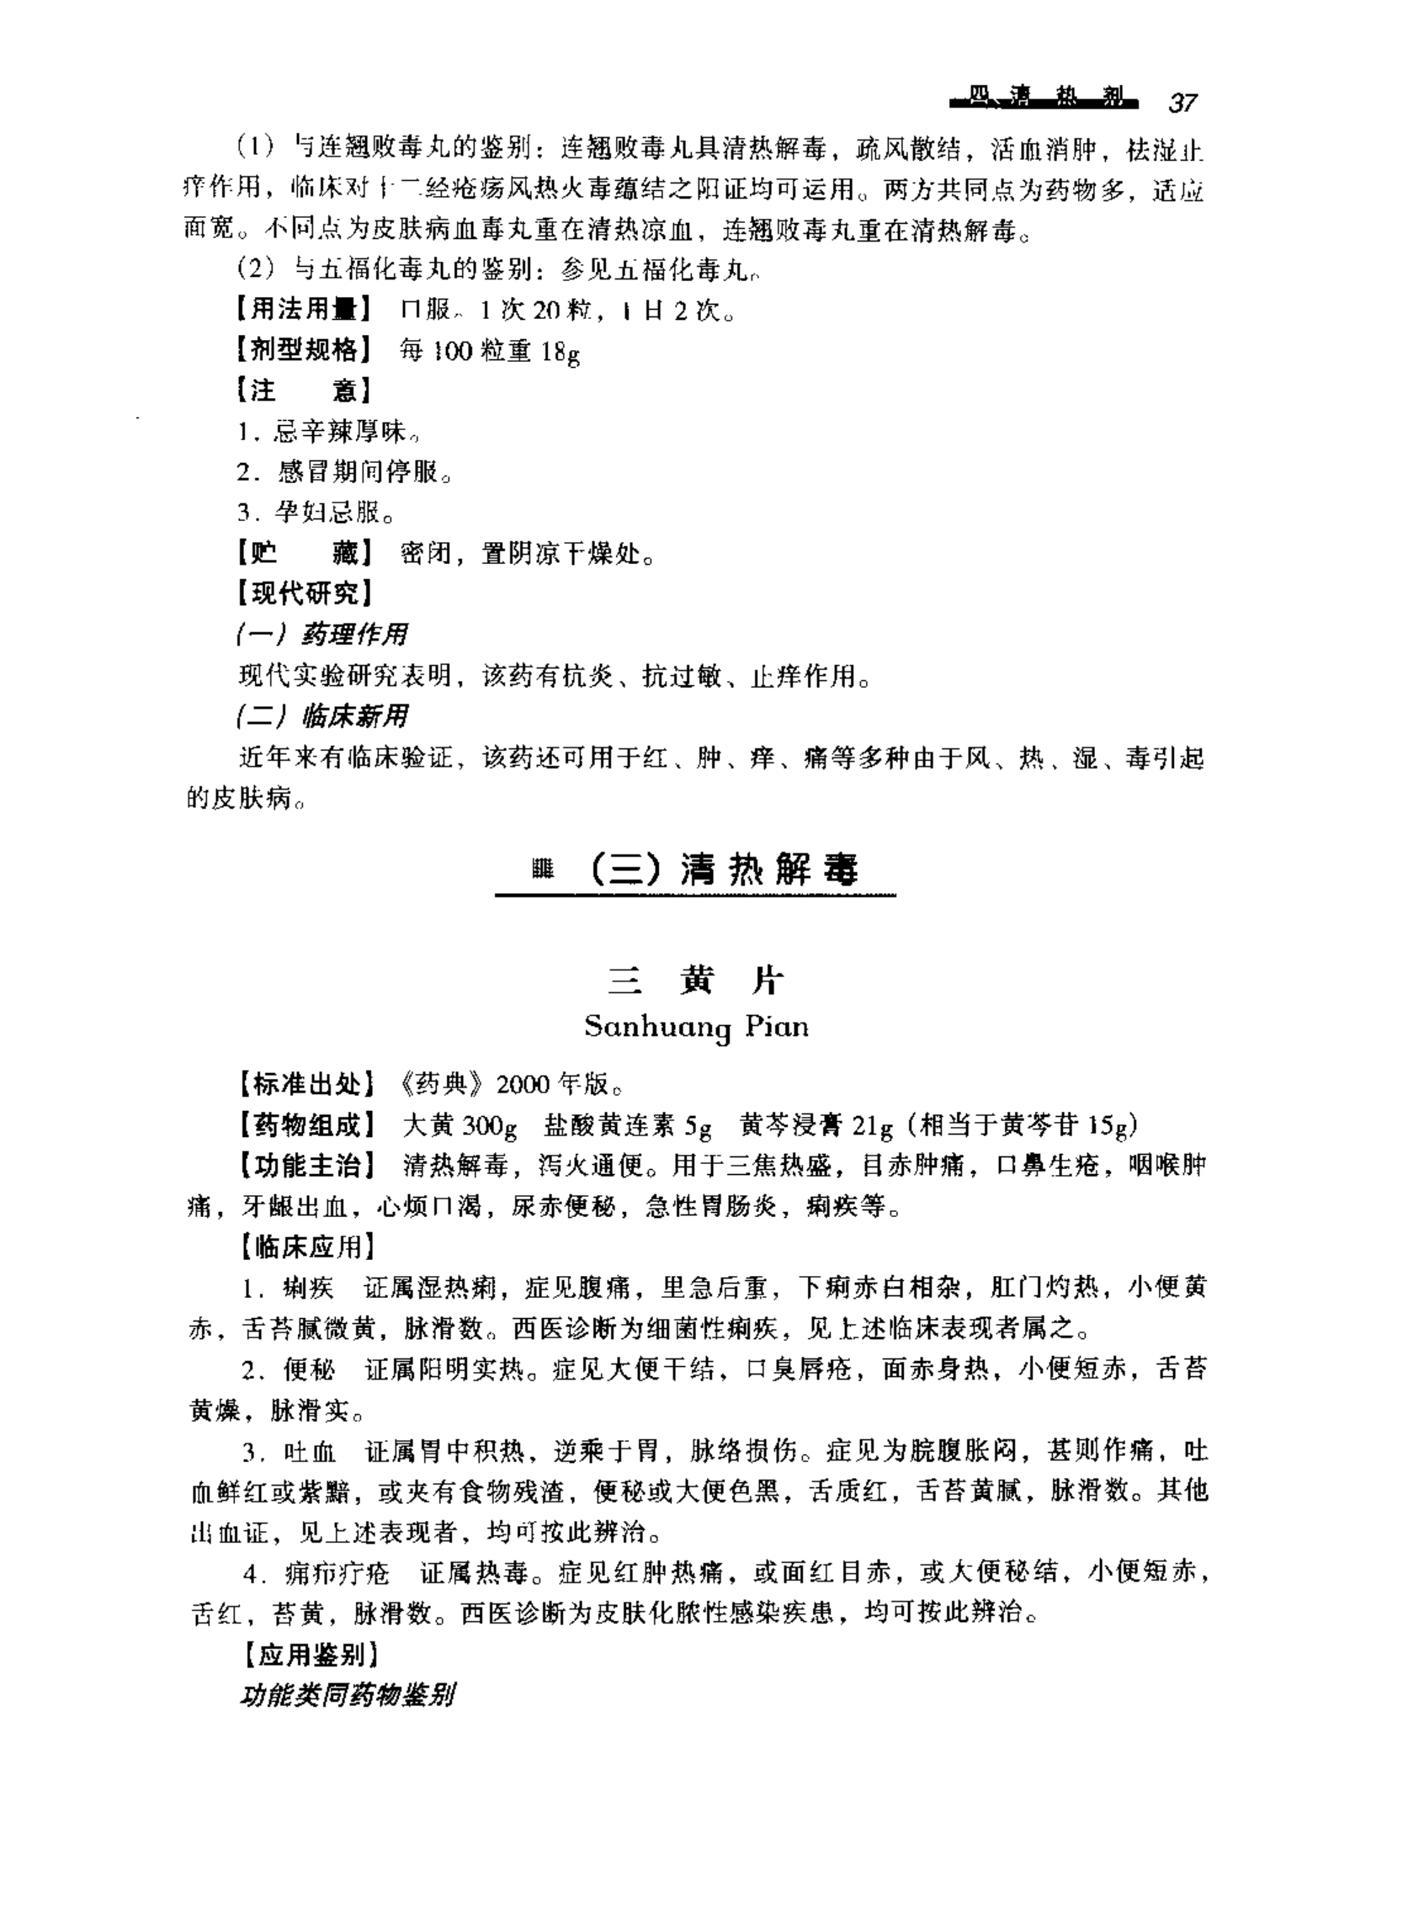 四、清热剂 37
(1) 与连翘败毒丸的鉴别：连翘败毒丸具清热解毒，疏风散结，活血消肿，祛湿止
痒作用，临床对十二经疮疡风热火毒蕴结之阳证均可运用。两方共同点为药物多，适应
面宽。不同点为皮肤病血毒丸重在清热凉血，连翘败毒丸重在清热解毒。
(2) 与五福化毒丸的鉴别：参见五福化毒丸。
【用法用量】 口服。1 次 20 粒，1 日 2 次。
【剂型规格】 每 100 粒重 18g
【注 意】
1. 忌辛辣厚味。
2. 感冒期间停服。
3. 孕妇忌服。
【贮 藏】 密闭，置阴凉干燥处。
【现代研究】
(一) 药理作用
现代实验研究表明，该药有抗炎、抗过敏、止痒作用。
(二) 临床新用
近年来有临床验证，该药还可用于红、肿、痒、痛等多种由于风、热、湿、毒引起
的皮肤病。
(三) 清热解毒
三 黄 片
Sanhuang Pian
【标准出处】 《药典》2000 年版。
【药物组成】 大黄 300g 盐酸黄连素 5g 黄芩浸膏 21g（相当于黄芩苷 15g）
【功能主治】 清热解毒，泻火通便。用于三焦热盛，目赤肿痛，口鼻生疮，咽喉肿
痛，牙龈出血，心烦口渴，尿赤便秘，急性胃肠炎，痢疾等。
【临床应用】
1. 痢疾 证属湿热痢，症见腹痛，里急后重，下痢赤白相杂，肛门灼热，小便黄
赤，舌苔腻微黄，脉滑数。西医诊断为细菌性痢疾，见上述临床表现者属之。
2. 便秘 证属阳明实热。症见大便干结，口臭唇疮，面赤身热，小便短赤，舌苔
黄燥，脉滑实。
3. 吐血 证属胃中积热，逆乘于胃，脉络损伤。症见为脘腹胀闷，甚则作痛，吐
血鲜红或紫黯，或夹有食物残渣，便秘或大便色黑，舌质红，舌苔黄腻，脉滑数。其他
出血证，见上述表现者，均可按此辨治。
4. 痈疖疔疮 证属热毒。症见红肿热痛，或面红目赤，或大便秘结，小便短赤，
舌红，苔黄，脉滑数。西医诊断为皮肤化脓性感染疾患，均可按此辨治。
【应用鉴别】
功能类同药物鉴别